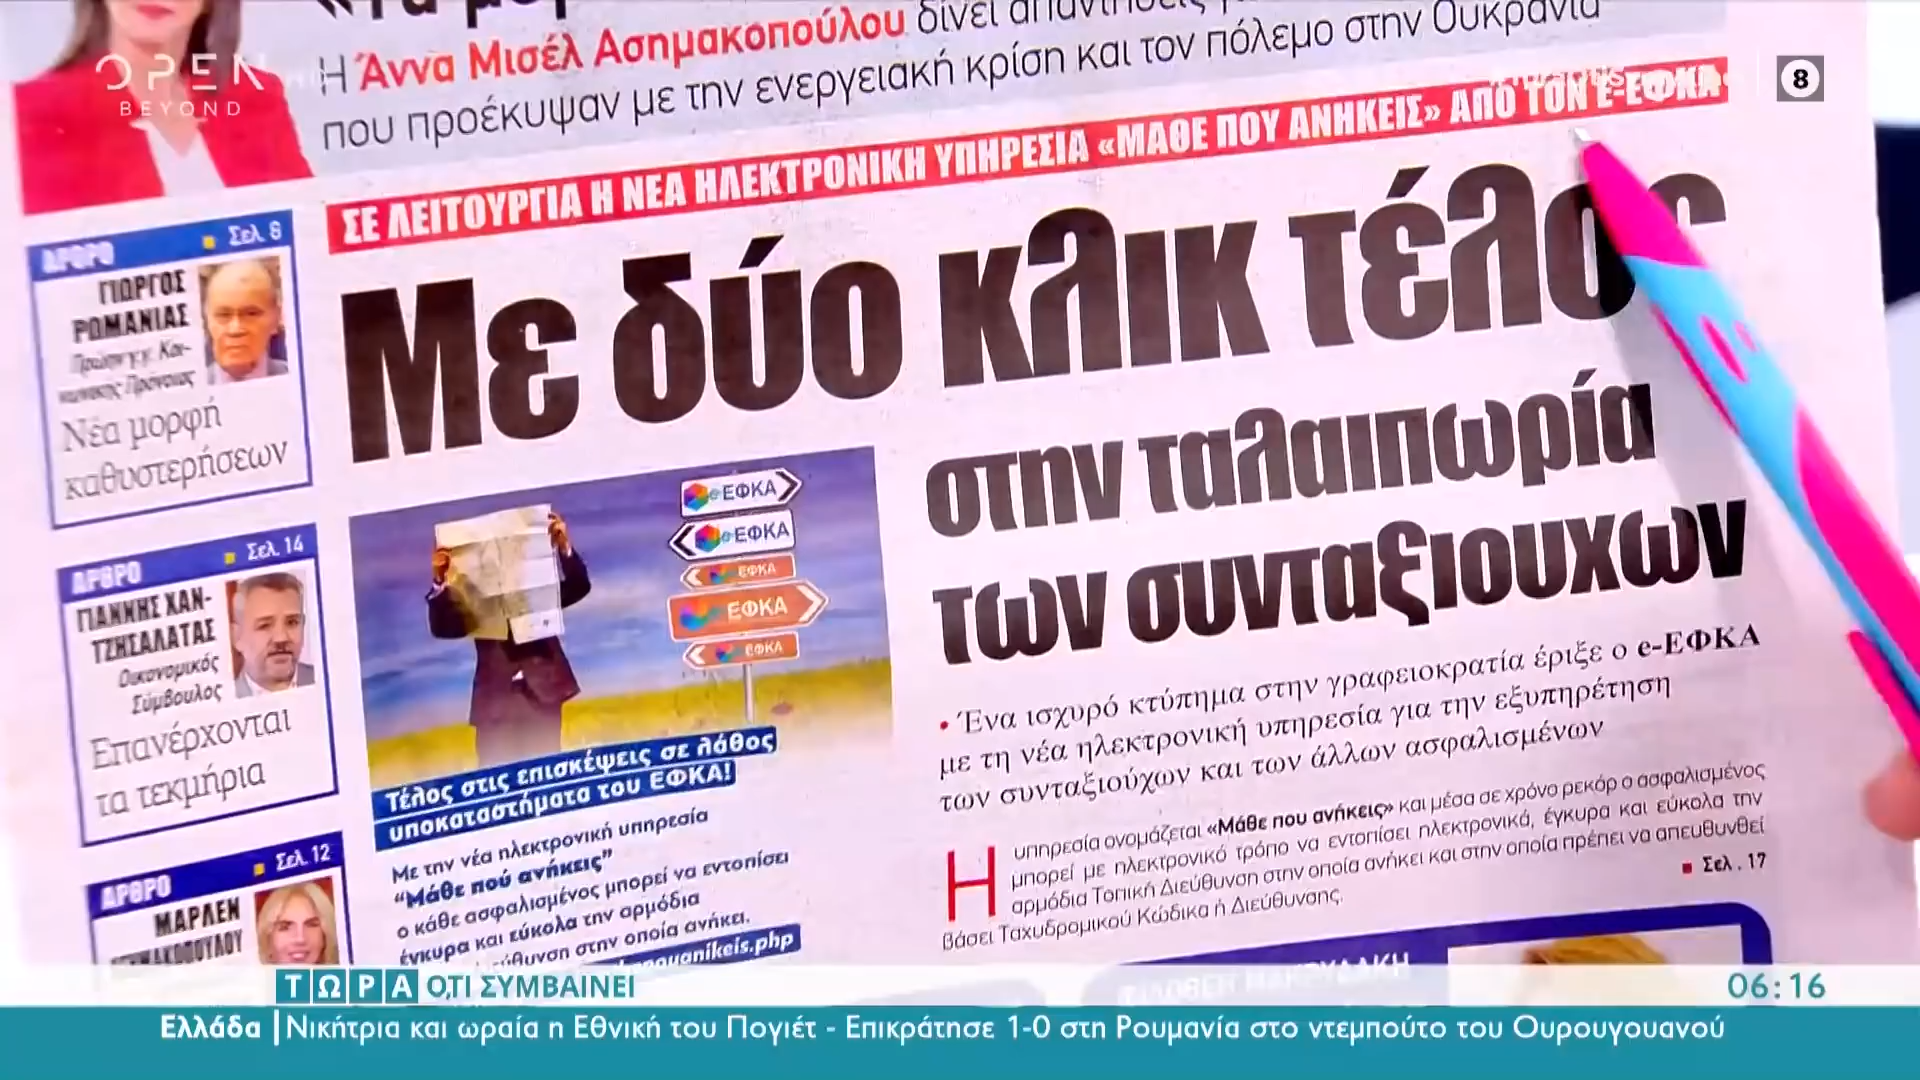 Η Άννα Μισέλ Ασημακοπούλου δίνει απαντήσεις
που προέκυψαν με την ενεργειακή κρίση και τον πόλεμο στην Ουκρανία
OPEN
BEYOND
8
ΣΕ ΛΕΙΤΟΥΡΓΙΑ Η ΝΕΑ ΗΛΕΚΤΡΟΝΙΚΗ ΥΠΗΡΕΣΙΑ «ΜΑΘΕ ΠΟΥ ΑΝΗΚΕΙΣ» ΑΠΟ ΤΟΝ E-ΕΦΚΑ
Με δύο κλικ τέλος
στην ταλαιπωρία
των συνταξιουχων
ΑΡΘΡΟ
Σελ. 6
ΓΙΩΡΓΟΣ
ΡΩΜΑΝΙΑΣ
Νέα μορφή
καθυστερήσεων
ΑΡΘΡΟ
Σελ. 14
ΓΙΑΝΝΗΣ ΧΑΝ-
ΤΖΗΣΑΛΑΤΑΣ
Οικονομικός
Σύμβουλος
Επανέρχονται
τα τεκμήρια
ΑΡΘΡΟ
Σελ. 12
ΜΑΡΛΕΝ
e-ΕΦΚΑ
e-ΕΦΚΑ
ΕΦΚΑ
ΕΦΚΑ
ΕΦΚΑ
Τέλος στις επισκέψεις σε λάθος
υποκαταστήματα του ΕΦΚΑ!
Με την νέα ηλεκτρονική υπηρεσία
“Μάθε πού ανήκεις”
ο κάθε ασφαλισμένος μπορεί να εντοπίσει
έγκυρα και εύκολα την αρμόδια
στην οποία ανήκει.
• Ένα ισχυρό κτύπημα στην γραφειοκρατία έριξε ο e-ΕΦΚΑ
με τη νέα ηλεκτρονική υπηρεσία για την εξυπηρέτηση
των συνταξιούχων και των άλλων ασφαλισμένων
Η υπηρεσία ονομάζεται «Μάθε που ανήκεις» και μέσα σε χρόνο ρεκόρ ο ασφαλισμένος
μπορεί με ηλεκτρονικό τρόπο να εντοπίσει ηλεκτρονικά, έγκυρα και εύκολα την
αρμόδια Τοπική Διεύθυνση στην οποία ανήκει και στην οποία πρέπει να απευθυνθεί
βάσει Ταχυδρομικού Κώδικα ή Διεύθυνσης.
Σελ . 17
ΤΩΡΑ Ο,ΤΙ ΣΥΜΒΑΙΝΕΙ
06:16
Ελλάδα | Νικήτρια και ωραία η Εθνική του Πογιέτ - Επικράτησε 1-0 στη Ρουμανία στο ντεμπούτο του Ουρουγουανού